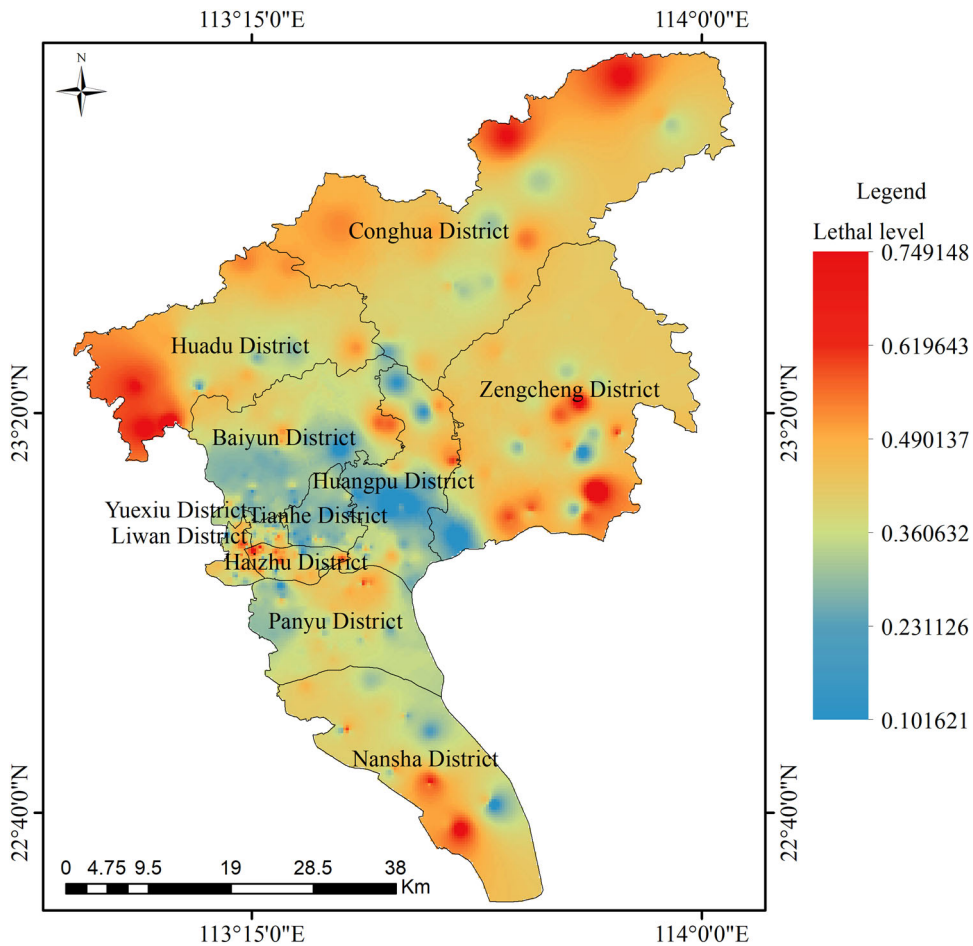 113°15'0"E
114°0'0"E
N
Legend
Lethal level
0.749148
0.619643
0.490137
0.360632
0.231126
0.101621
23°20'0"N
23°20'0"N
22°40'0"N
22°40'0"N
Conghua District
Huadu District
Zengcheng District
Baiyun District
Huangpu District
Yuexiu District
Tianhe District
Liwan District
Haizhu District
Panyu District
Nansha District
0 4.75 9.5 19 28.5 38
Km
113°15'0"E
114°0'0"E